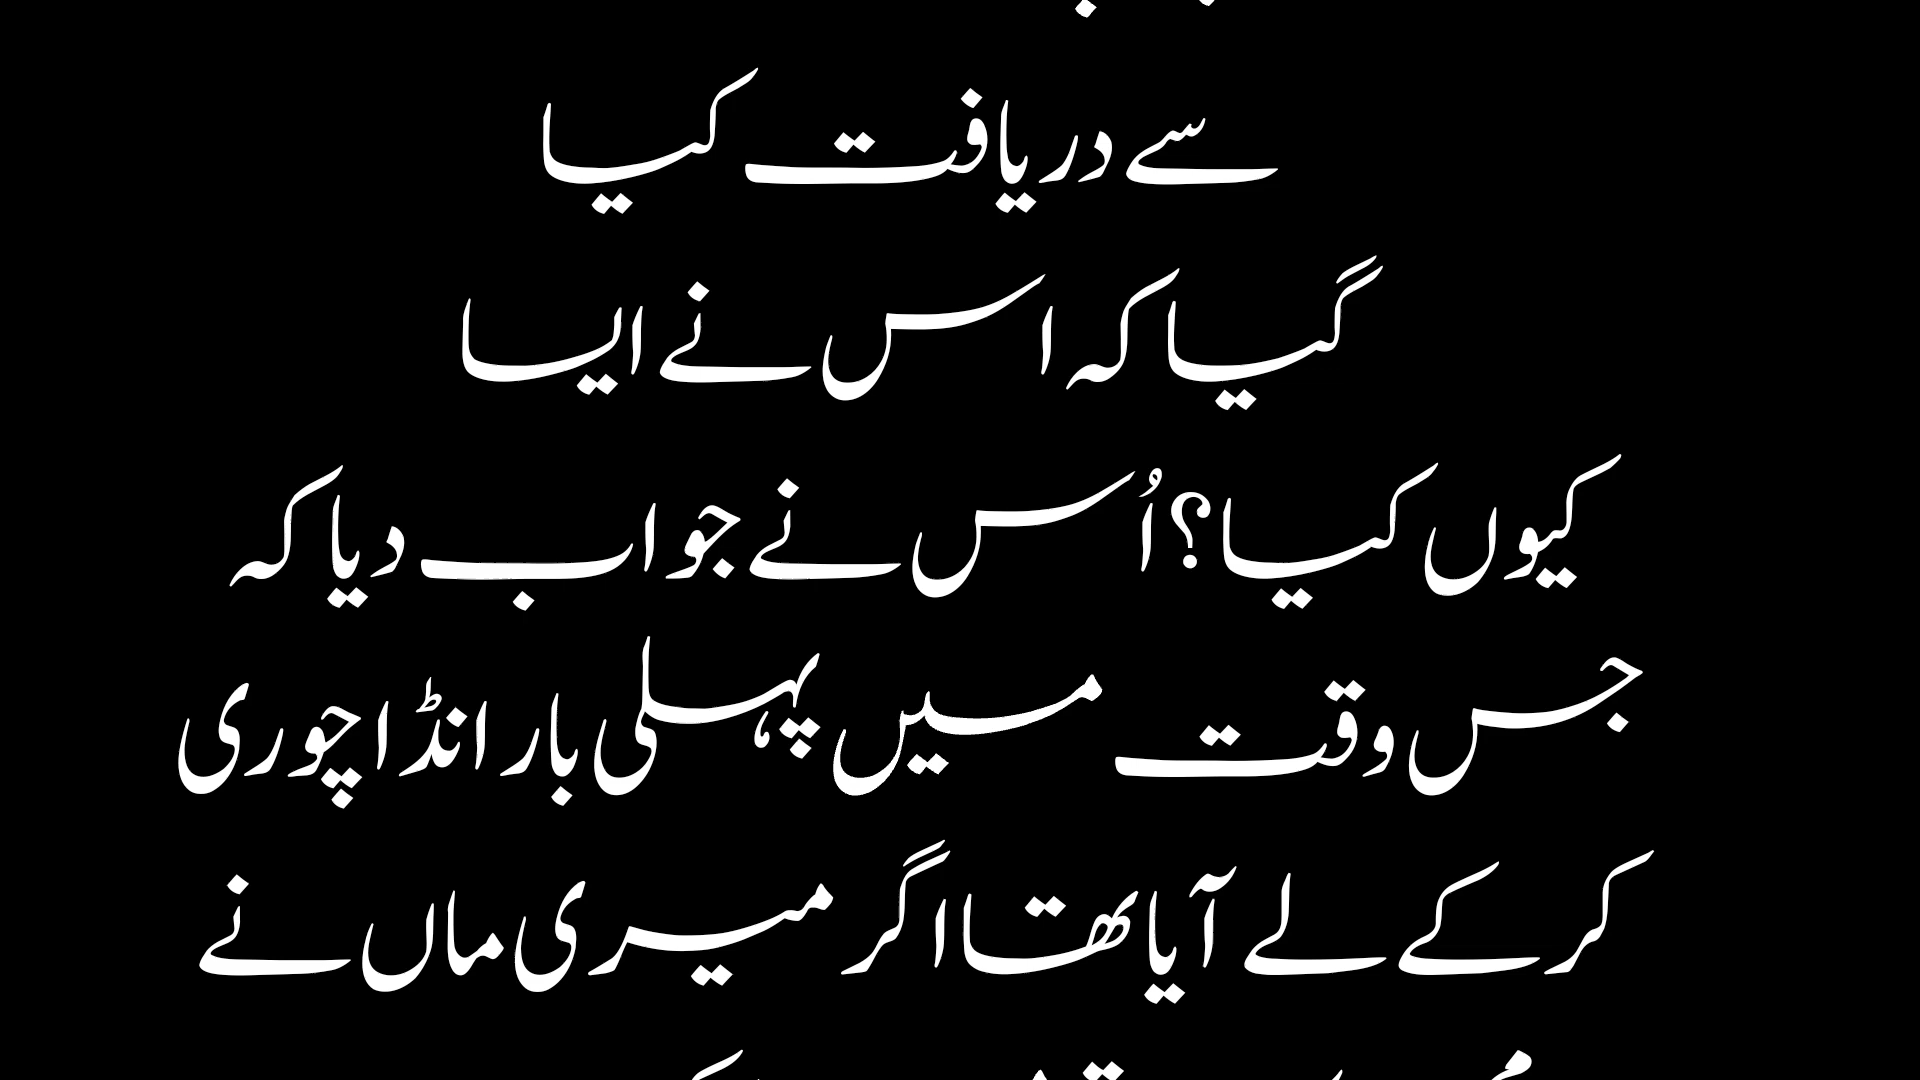 سے دریافت کیا
گیا کہ اس نے ایسا
کیوں کیا؟ اُس نے جواب دیا کہ
جس وقت میں پہلی بار انڈا چوری
کر کے لے آیا تھا اگر میری ماں نے